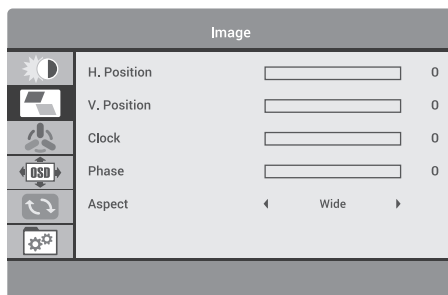 Image
H. Position 0
V. Position 0
Clock 0
Phase 0
OSD
Aspect Wide